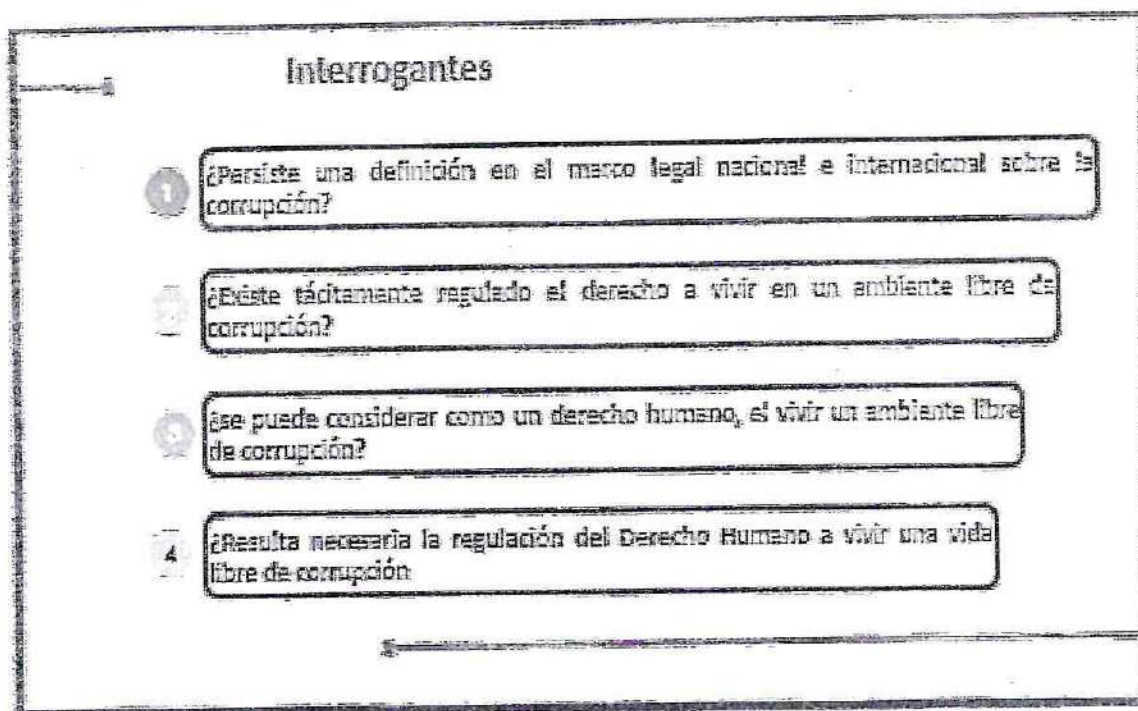 Interrogantes
1
¿Persiste una definición en el marco legal nacional e internacional sobre la
corrupción?
¿Existe tácitamente regulado el derecho a vivir en un ambiente libre de
corrupción?
¿se puede considerar como un derecho humano, el vivir un ambiente libre
de corrupción?
4
¿Resulta necesaria la regulación del Derecho Humano a vivir una vida
libre de corrupción